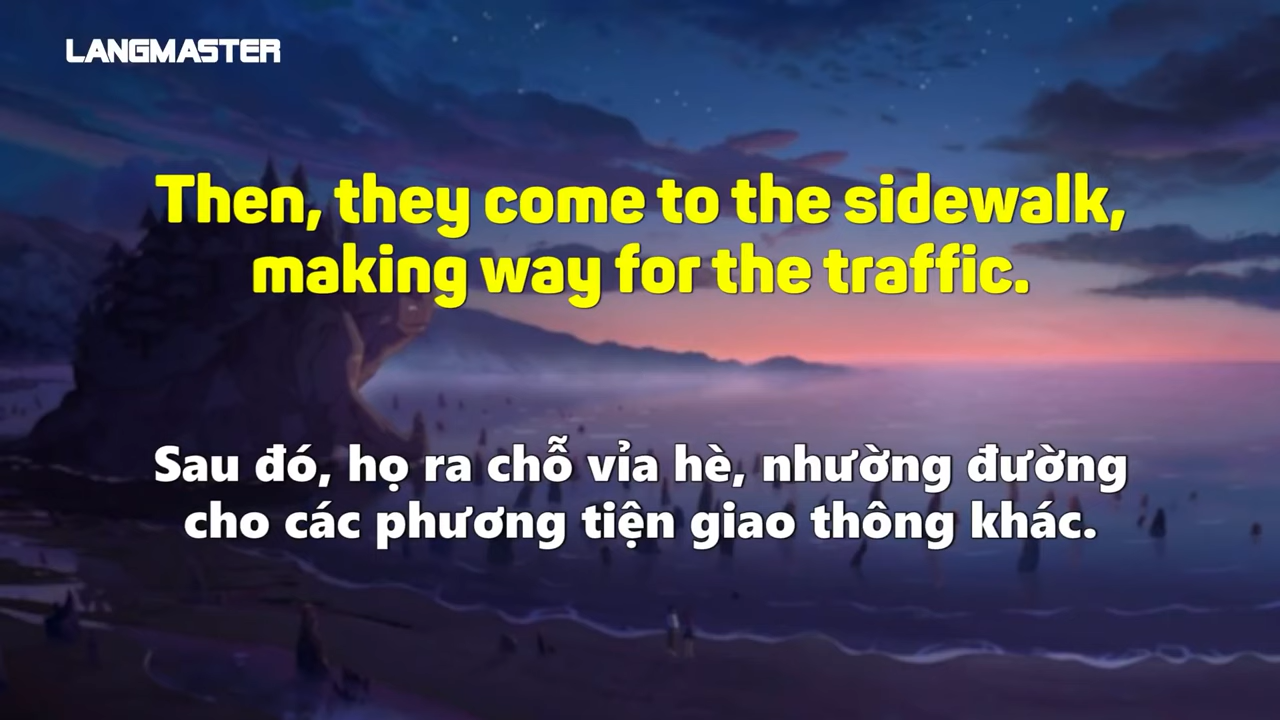 LANGMASTER
Then, they come to the sidewalk,
making way for the traffic.
Sau đó, họ ra chỗ vỉa hè, nhường đường
cho các phương tiện giao thông khác.